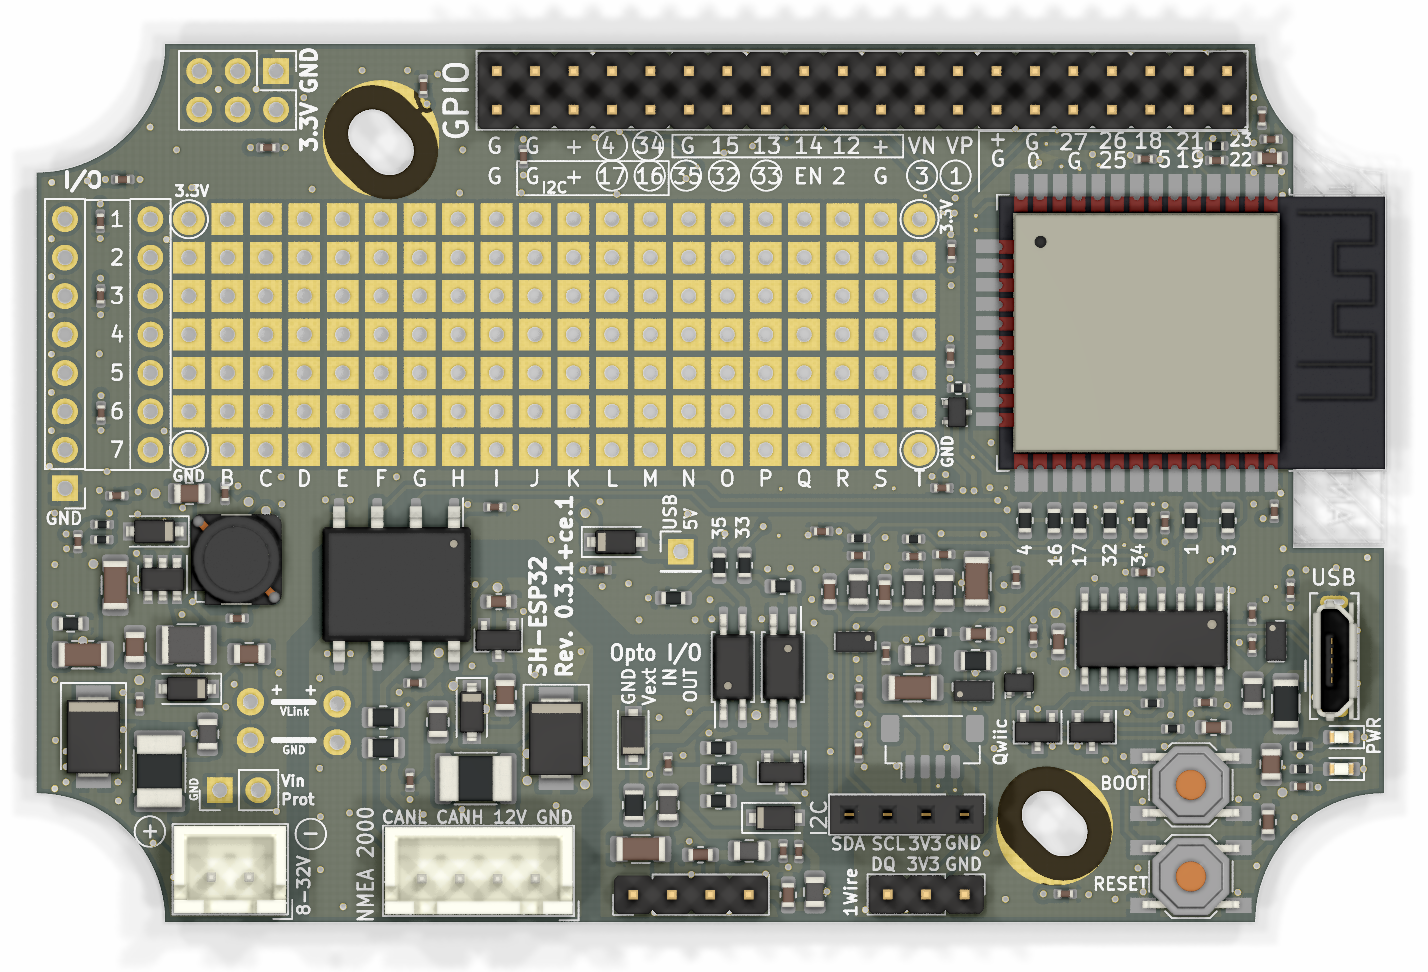 3.3V GND
GPIO
G G + 4 34 G 15 13 14 12 + VN VP + G 27 26 18 21 23
G G I2C + 17 16 35 32 33 EN 2 G 3 1 G 0 G 25 5 19 22
I/O
3.3V
3.3V
1
2
3
4
5
6
7
GND B C D E F G H I J K L M N O P Q R S T
GND
GND
USB 5V
35 33
4 16 17 32 34 1 3
SH-ESP32
Rev. 0.3.1+ce.1
USB
Opto I/O
GND
Vext
IN
OUT
+ +
VLink
GND
Qwiic
PWR
GND
Vin
Prot
BOOT
+ −
8-32V
NMEA 2000
CANL CANH 12V GND
I2C
SDA SCL 3V3 GND
DQ 3V3 GND
1Wire
RESET